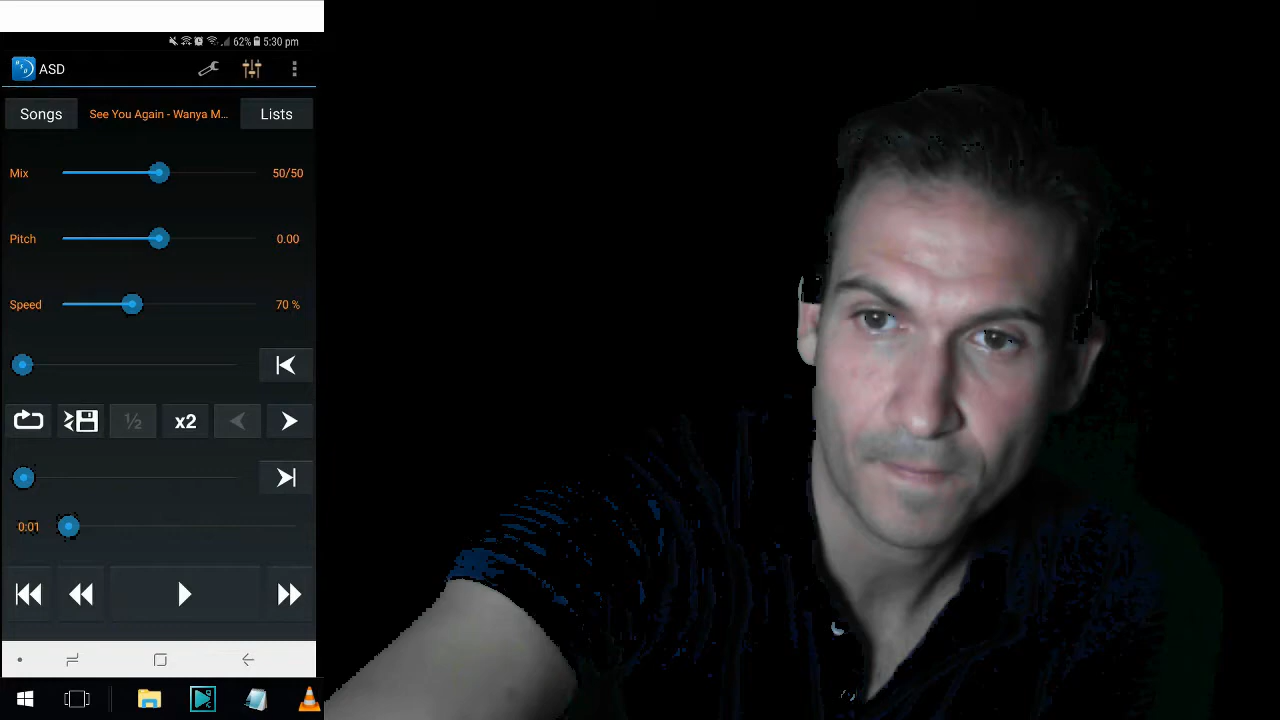 62% 5:30 pm
ASD
Songs See You Again - Wanya M... Lists
Mix 50/50
Pitch 0.00
Speed 70 %
½ x2
0:01